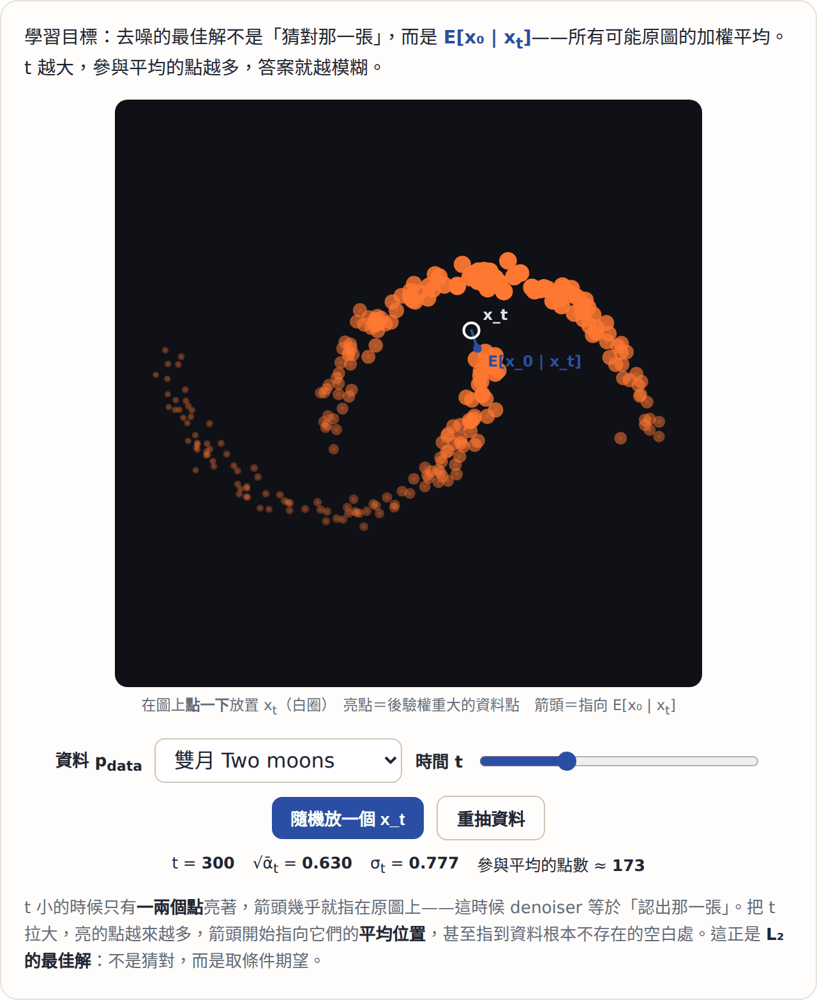 學習目標：去噪的最佳解不是「猜對那一張」，而是 E[x₀ | xₜ]——所有可能原圖的加權平均。
t 越大，參與平均的點越多，答案就越模糊。
x_t
E[x_0 | x_t]
在圖上點一下放置 xₜ（白圈） 亮點＝後驗權重大的資料點 箭頭＝指向 E[x₀ | xₜ]
資料 p_data 雙月 Two moons 時間 t
隨機放一個 x_t 重抽資料
t = 300 √ᾱₜ = 0.630 σₜ = 0.777 參與平均的點數 ≈ 173
t 小的時候只有一兩個點亮著，箭頭幾乎就指在原圖上——這時候 denoiser 等於「認出那一張」。把 t
拉大，亮的點越來越多，箭頭開始指向它們的平均位置，甚至指到資料根本不存在的空白處。這正是 L₂
的最佳解：不是猜對，而是取條件期望。